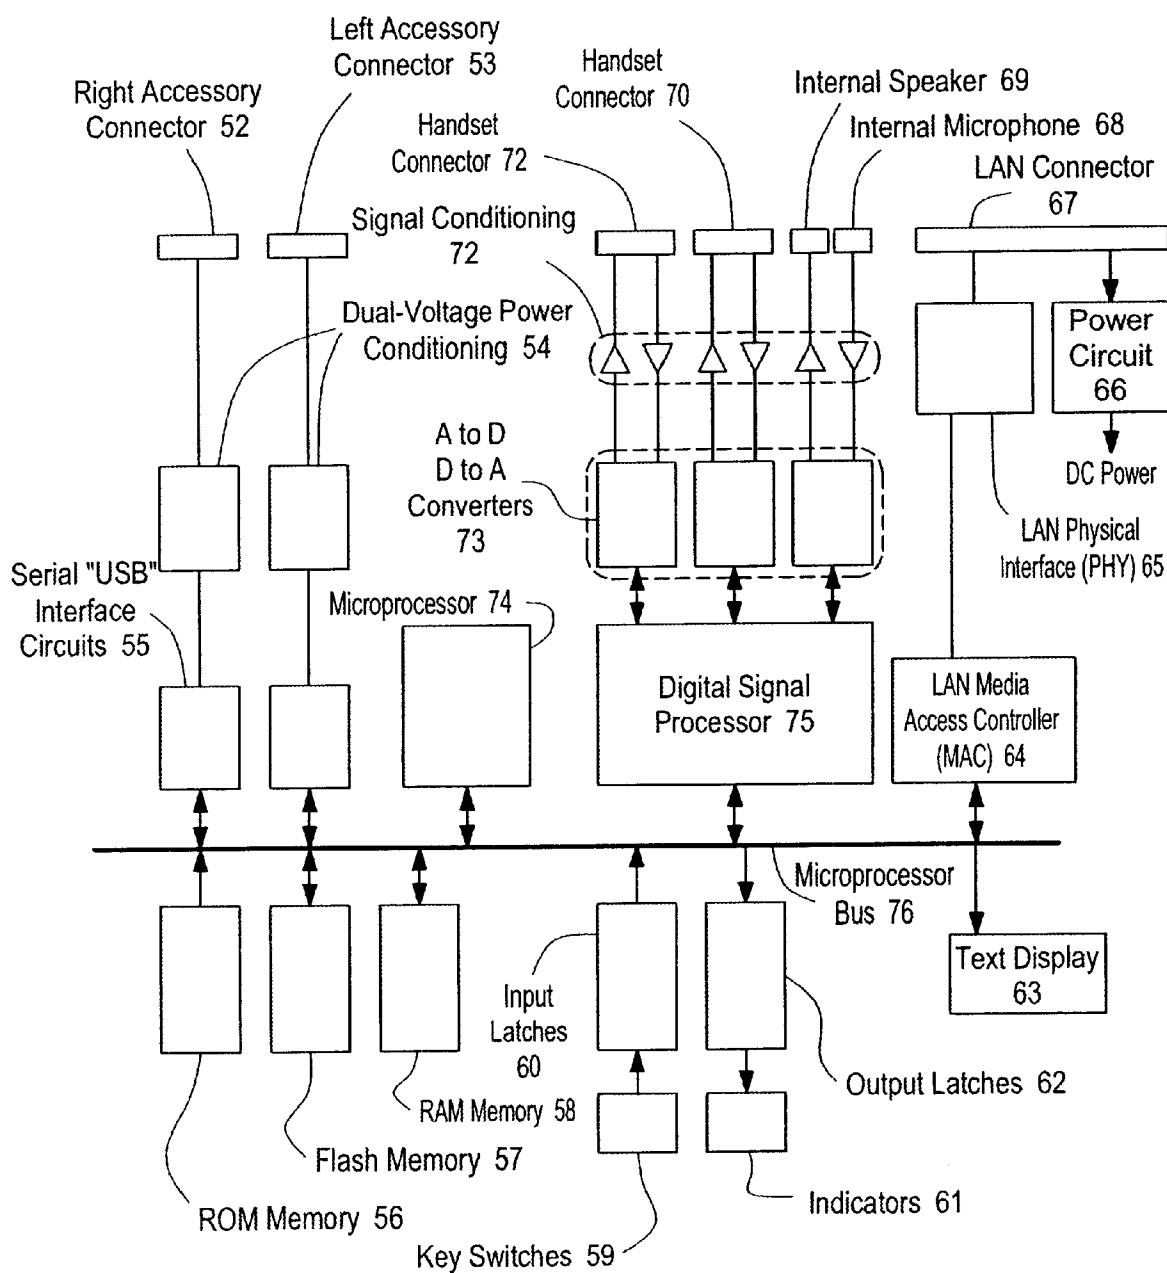 Left Accessory
Connector 53
Right Accessory
Connector 52
Handset
Connector 72
Handset
Connector 70
Internal Speaker 69
Internal Microphone 68
LAN Connector
67
Signal Conditioning
72
Dual-Voltage Power
Conditioning 54
Power
Circuit
66
DC Power
A to D
D to A
Converters
73
LAN Physical
Interface (PHY) 65
Serial "USB"
Interface
Circuits 55
Microprocessor 74
Digital Signal
Processor 75
LAN Media
Access Controller
(MAC) 64
Microprocessor
Bus 76
Text Display
63
Input
Latches
60
Output Latches 62
RAM Memory 58
Flash Memory 57
ROM Memory 56
Indicators 61
Key Switches 59